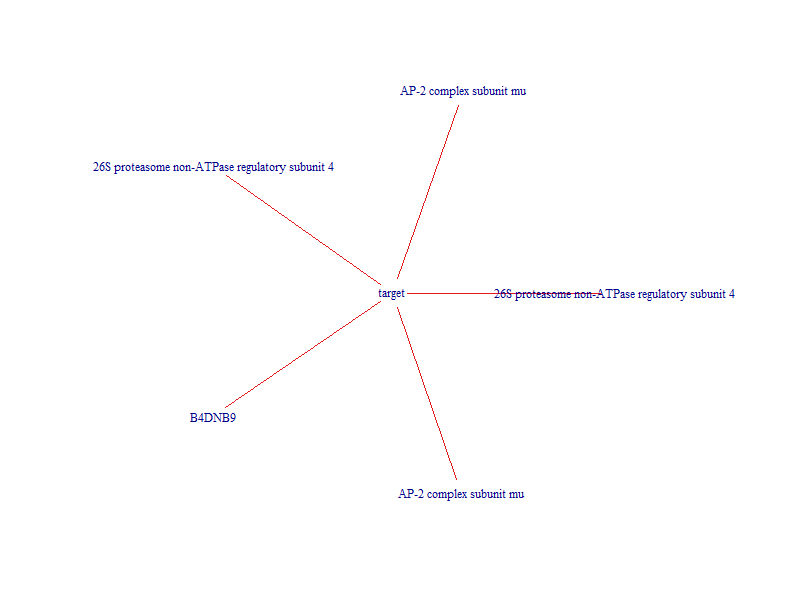 AP-2 complex subunit mu
26S proteasome non-ATPase regulatory subunit 4
target
26S proteasome non-ATPase regulatory subunit 4
B4DNB9
AP-2 complex subunit mu